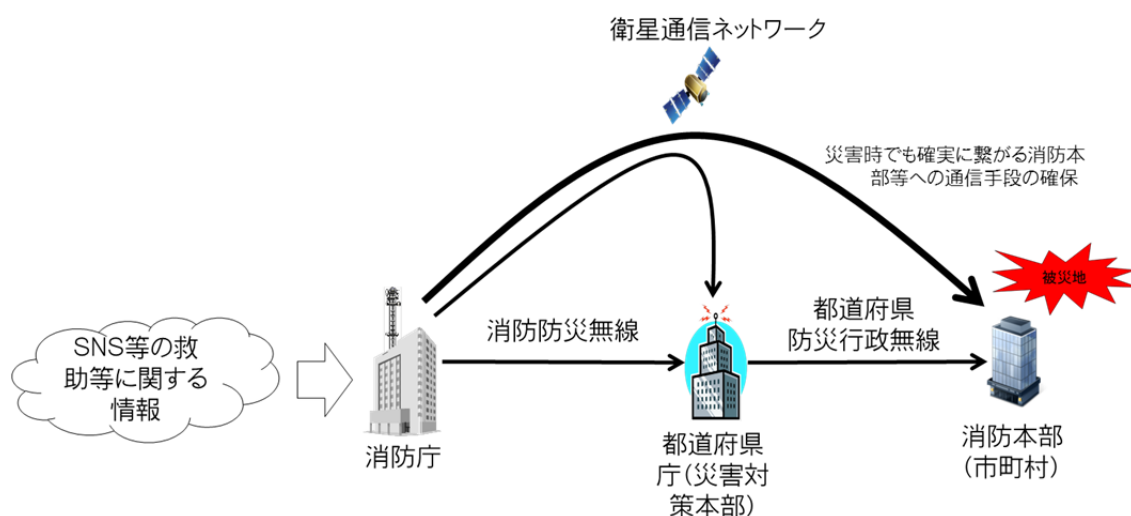 衛星通信ネットワーク
災害時でも確実に繋がる消防本
部等への通信手段の確保
被災地
消防防災無線
都道府県
防災行政無線
SNS等の救
助等に関する
情報
消防庁
都道府県
庁(災害対
策本部)
消防本部
(市町村)